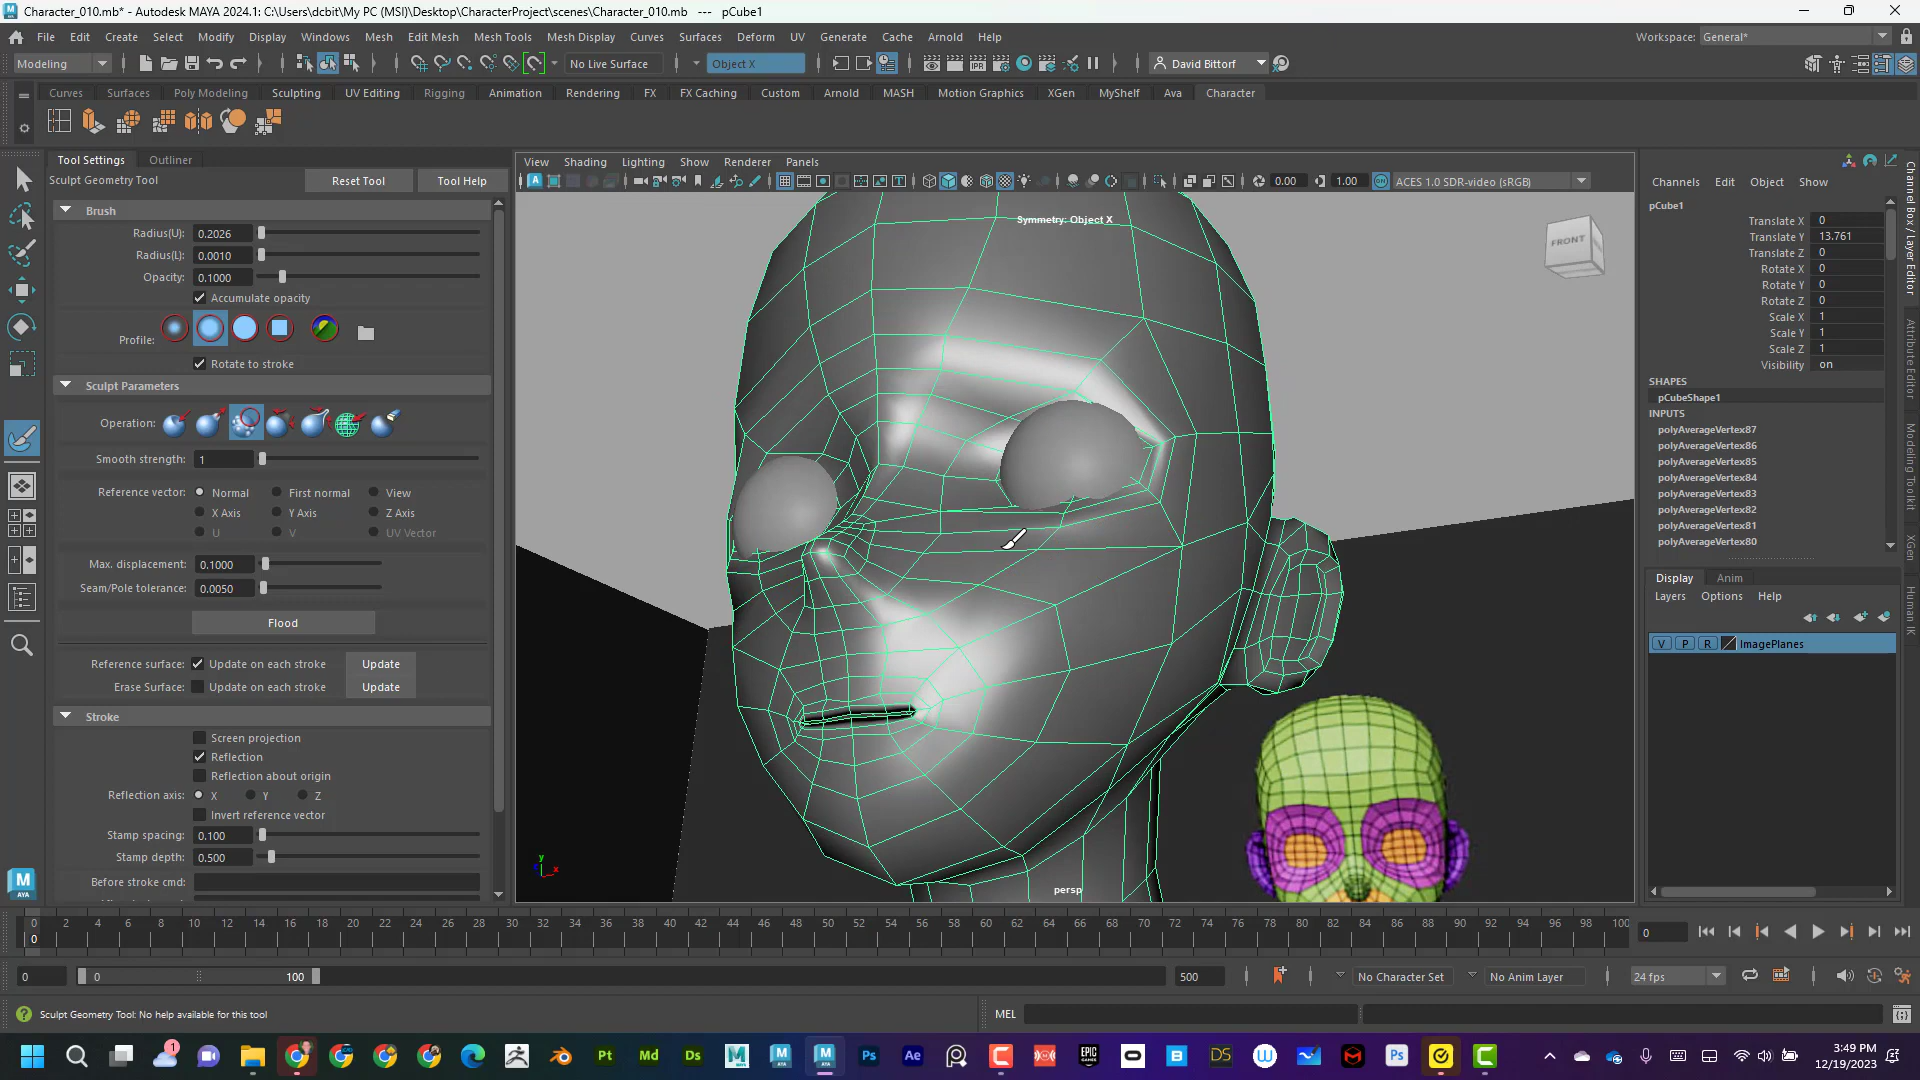 Character_010.mb* - Autodesk MAYA 2024.1: C:\Users\dcbit\My PC (MSI)\Desktop\CharacterProject\scenes\Character_010.mb --- pCube1
File Edit Create Select Modify Display Windows Mesh Edit Mesh Mesh Tools Mesh Display Curves Surfaces Deform UV Generate Cache Arnold Help
Workspace: General*
Modeling No Live Surface Object X David Bittorf
Curves Surfaces Poly Modeling Sculpting UV Editing Rigging Animation Rendering FX FX Caching Custom Arnold MASH Motion Graphics XGen MyShelf Ava Character
Tool Settings Outliner
Sculpt Geometry Tool Reset Tool Tool Help
Brush
Radius(U): 0.2026
Radius(L): 0.0010
Opacity: 0.1000
Accumulate opacity
Profile:
Rotate to stroke
Sculpt Parameters
Operation:
Smooth strength: 1
Reference vector: Normal First normal View
X Axis Y Axis Z Axis
U V UV Vector
Max. displacement: 0.1000
Seam/Pole tolerance: 0.0050
Flood
Reference surface: Update on each stroke Update
Erase Surface: Update on each stroke Update
Stroke
Screen projection
Reflection
Reflection about origin
Reflection axis: X Y Z
Invert reference vector
Stamp spacing: 0.100
Stamp depth: 0.500
Before stroke cmd:
View Shading Lighting Show Renderer Panels
0.00 1.00 ACES 1.0 SDR-video (sRGB)
Symmetry: Object X
FRONT
persp
y
x
Channels Edit Object Show
pCube1
Translate X 0
Translate Y 13.761
Translate Z 0
Rotate X 0
Rotate Y 0
Rotate Z 0
Scale X 1
Scale Y 1
Scale Z 1
Visibility on
SHAPES
pCubeShape1
INPUTS
polyAverageVertex87
polyAverageVertex86
polyAverageVertex85
polyAverageVertex84
polyAverageVertex83
polyAverageVertex82
polyAverageVertex81
polyAverageVertex80
Display Anim
Layers Options Help
V P R ImagePlanes
Channel Box / Layer Editor
Attribute Editor
Modeling Toolkit
XGen
Human IK
0 2 4 6 8 10 12 14 16 18 20 22 24 26 28 30 32 34 36 38 40 42 44 46 48 50 52 54 56 58 60 62 64 66 68 70 72 74 76 78 80 82 84 86 88 90 92 94 96 98 100
0
0
0 0 100 500 No Character Set No Anim Layer 24 fps
Sculpt Geometry Tool: No help available for this tool
MEL
3:49 PM
12/19/2023